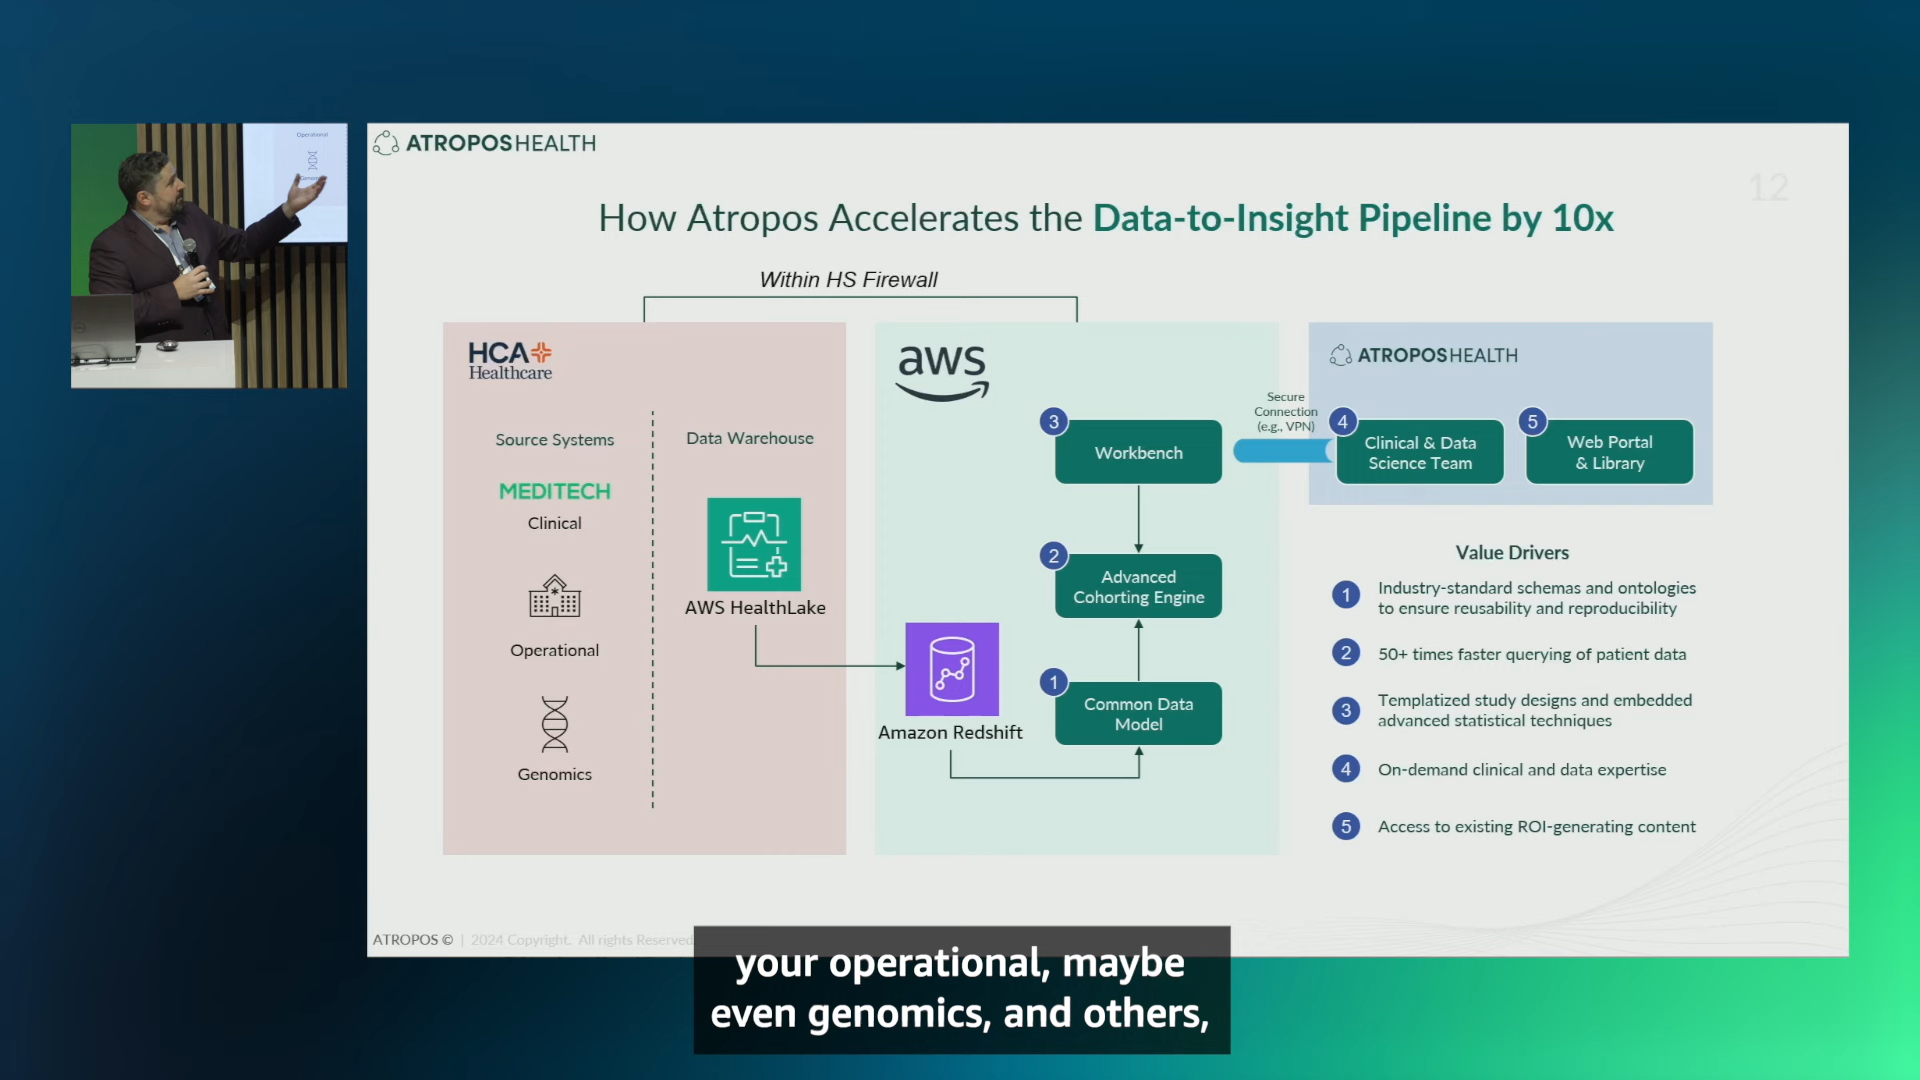 Operational
Genomics
ATROPOSHEALTH
12
How Atropos Accelerates the Data-to-Insight Pipeline by 10x
Within HS Firewall
HCA
Healthcare
Source Systems
MEDITECH
Clinical
Operational
Genomics
Data Warehouse
AWS HealthLake
aws
Amazon Redshift
3
Workbench
2
Advanced
Cohorting Engine
1
Common Data
Model
Secure
Connection
(e.g., VPN)
ATROPOSHEALTH
4
Clinical & Data
Science Team
5
Web Portal
& Library
Value Drivers
1
Industry-standard schemas and ontologies
to ensure reusability and reproducibility
2
50+ times faster querying of patient data
3
Templatized study designs and embedded
advanced statistical techniques
4
On-demand clinical and data expertise
5
Access to existing ROI-generating content
ATROPOS © | 2024 Copyright. All rights Reserved
your operational, maybe
even genomics, and others,